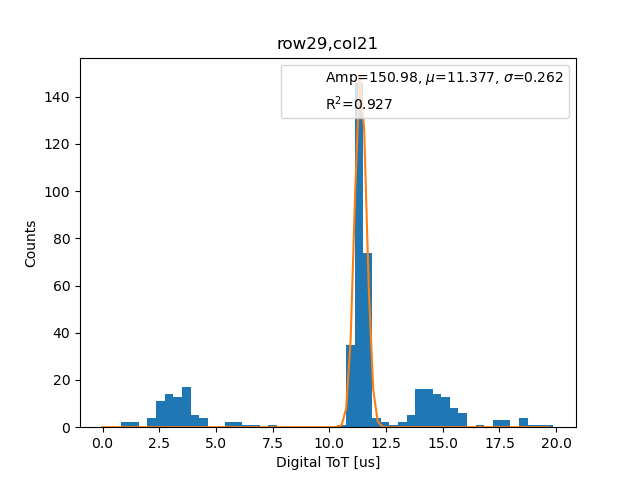 row29,col21
Amp=150.98, μ=11.377, σ=0.262
R²=0.927
140
120
100
80
60
40
20
0
Counts
0.0 2.5 5.0 7.5 10.0 12.5 15.0 17.5 20.0
Digital ToT [us]